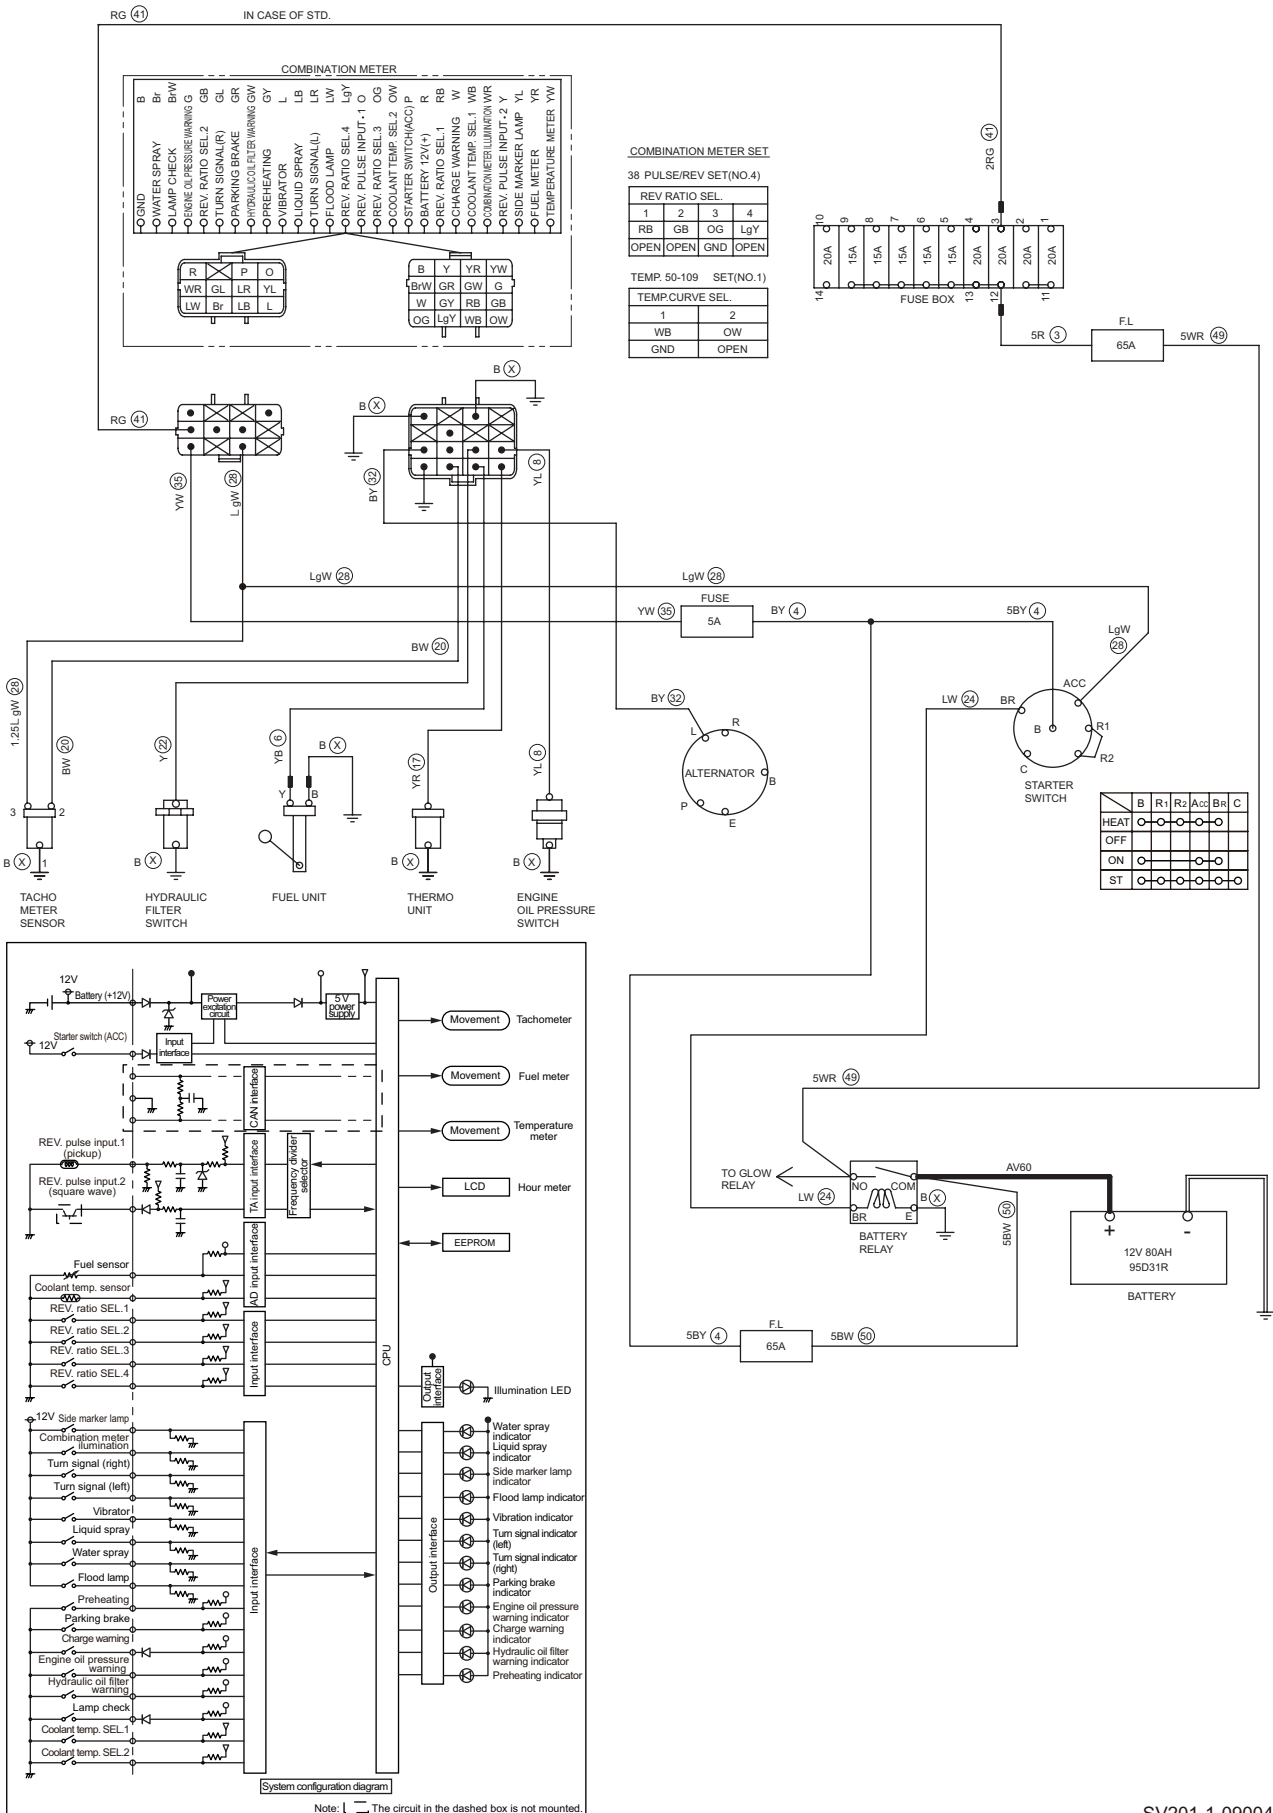 RG 41
IN CASE OF STD.
COMBINATION METER
B
Br
BrW
G
GB
GL
GR
GW
GY
L
LB
LR
LW
LgY
O
OG
OW
P
R
RB
W
WB
WR
Y
YL
YR
YW
GND
WATER SPRAY
LAMP CHECK
ENGINE OIL PRESSURE WARNING
REV. RATIO SEL.2
TURN SIGNAL(R)
PARKING BRAKE
HYDRAULIC OIL FILTER WARNING
PREHEATING
VIBRATOR
LIQUID SPRAY
TURN SIGNAL(L)
FLOOD LAMP
REV. RATIO SEL.4
REV. PULSE INPUT-1
REV. RATIO SEL.3
COOLANT TEMP. SEL.2
STARTER SWITCH(ACC)
BATTERY 12V(+)
REV. RATIO SEL.1
CHARGE WARNING
COOLANT TEMP. SEL.1
COMBINATION METER ILLUMINATION
REV. PULSE INPUT-2
SIDE MARKER LAMP
FUEL METER
TEMPERATURE METER
R P O
WR GL LR YL
LW Br LB L
B Y YR YW
BrW GR GW G
W GY RB GB
OG LgY WB OW
COMBINATION METER SET
38 PULSE/REV SET(NO.4)
REV RATIO SEL.
1 2 3 4
RB GB OG LgY
OPEN OPEN GND OPEN
TEMP. 50-109 SET(NO.1)
TEMP.CURVE SEL.
1 2
WB OW
GND OPEN
2RG 41
10 9 8 7 6 5 4 3 2 1
20A 15A 15A 15A 15A 15A 20A 20A 20A 20A
14 13 12 11
FUSE BOX
5R 3
F.L
65A
5WR 49
B X
B X
RG 41
YW 35
L gW 28
BY 32
YL 8
LgW 28
LgW 28
FUSE
YW 35
5A
BY 4
5BY 4
LgW
28
BW 20
1.25L gW 28
BW 20
Y 22
YB 6
B X
YR 17
YL 8
BY 32
R
L
ALTERNATOR
B
P
E
LW 24
BR
ACC
B
R1
R2
C
STARTER
SWITCH
B R1 R2 Acc BR C
HEAT
OFF
ON
ST
3 2
Y B
B X 1
B X
B X
B X
TACHO
METER
SENSOR
HYDRAULIC
FILTER
SWITCH
FUEL UNIT
THERMO
UNIT
ENGINE
OIL PRESSURE
SWITCH
5WR 49
TO GLOW
RELAY
NO
COM
AV60
LW 24
BR
E
B X
5BW 50
BATTERY
RELAY
+ -
12V 80AH
95D31R
BATTERY
5BY 4
F.L
65A
5BW 50
12V
Battery (+12V)
Power
excitation
circuit
5 V
power
supply
Starter switch (ACC)
12V
Input
interface
CAN interface
REV. pulse input.1
(pickup)
REV. pulse input.2
(square wave)
TA input interface
Frequency divider
selector
Fuel sensor
Coolant temp. sensor
AD input interface
REV. ratio SEL.1
REV. ratio SEL.2
REV. ratio SEL.3
REV. ratio SEL.4
Input interface
CPU
Movement Tachometer
Movement Fuel meter
Movement Temperature
meter
LCD Hour meter
EEPROM
Output
interface
Illumination LED
12V
Side marker lamp
Combination meter
ilumination
Turn signal (right)
Turn signal (left)
Vibrator
Liquid spray
Water spray
Flood lamp
Preheating
Parking brake
Charge warning
Engine oil pressure
warning
Hydraulic oil filter
warning
Lamp check
Coolant temp. SEL.1
Coolant temp. SEL.2
Input interface
Output interface
Water spray
indicator
Liquid spray
indicator
Side marker lamp
indicator
Flood lamp indicator
Vibration indicator
Turn signal indicator
(left)
Turn signal indicator
(right)
Parking brake
indicator
Engine oil pressure
warning indicator
Charge warning
indicator
Hydraulic oil filter
warning indicator
Preheating indicator
System configuration diagram
Note: The circuit in the dashed box is not mounted.
SV201-1-09004